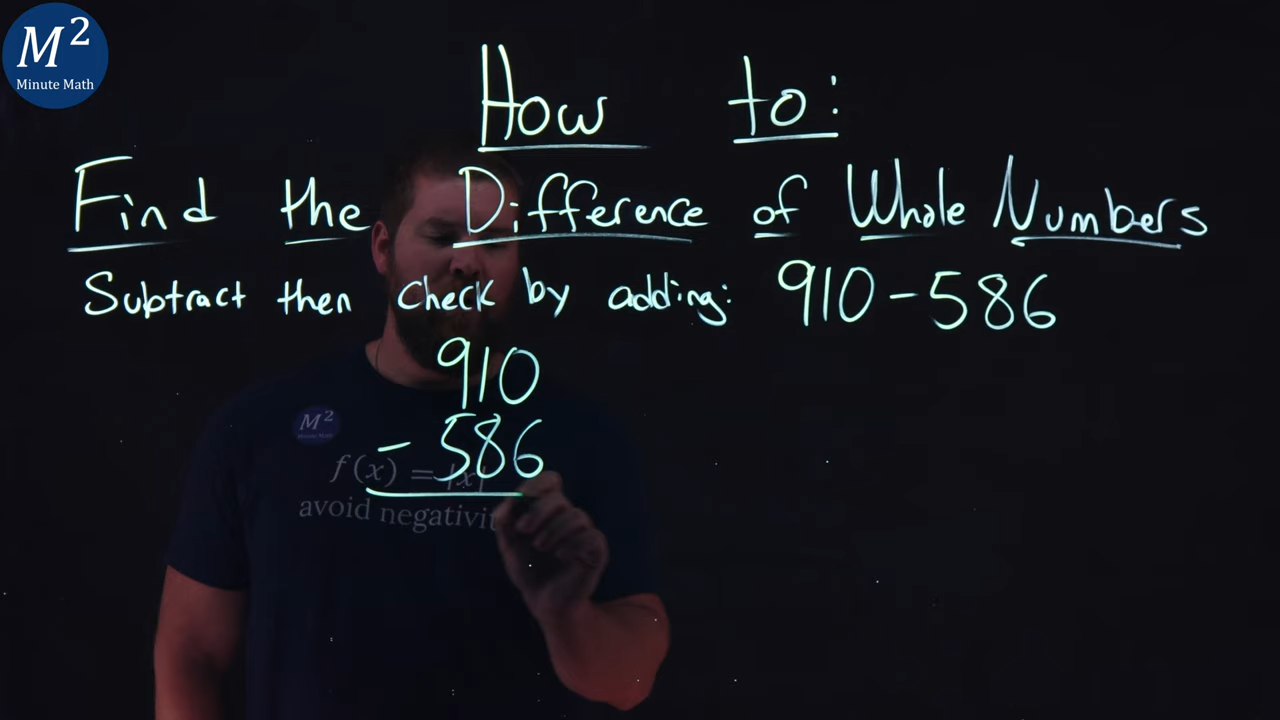 M²
Minute Math
How to:
Find the Difference of Whole Numbers
Subtract then check by adding: 910-586
910
- 586
M²
Minute Math
f(x) = |x|
avoid negativit